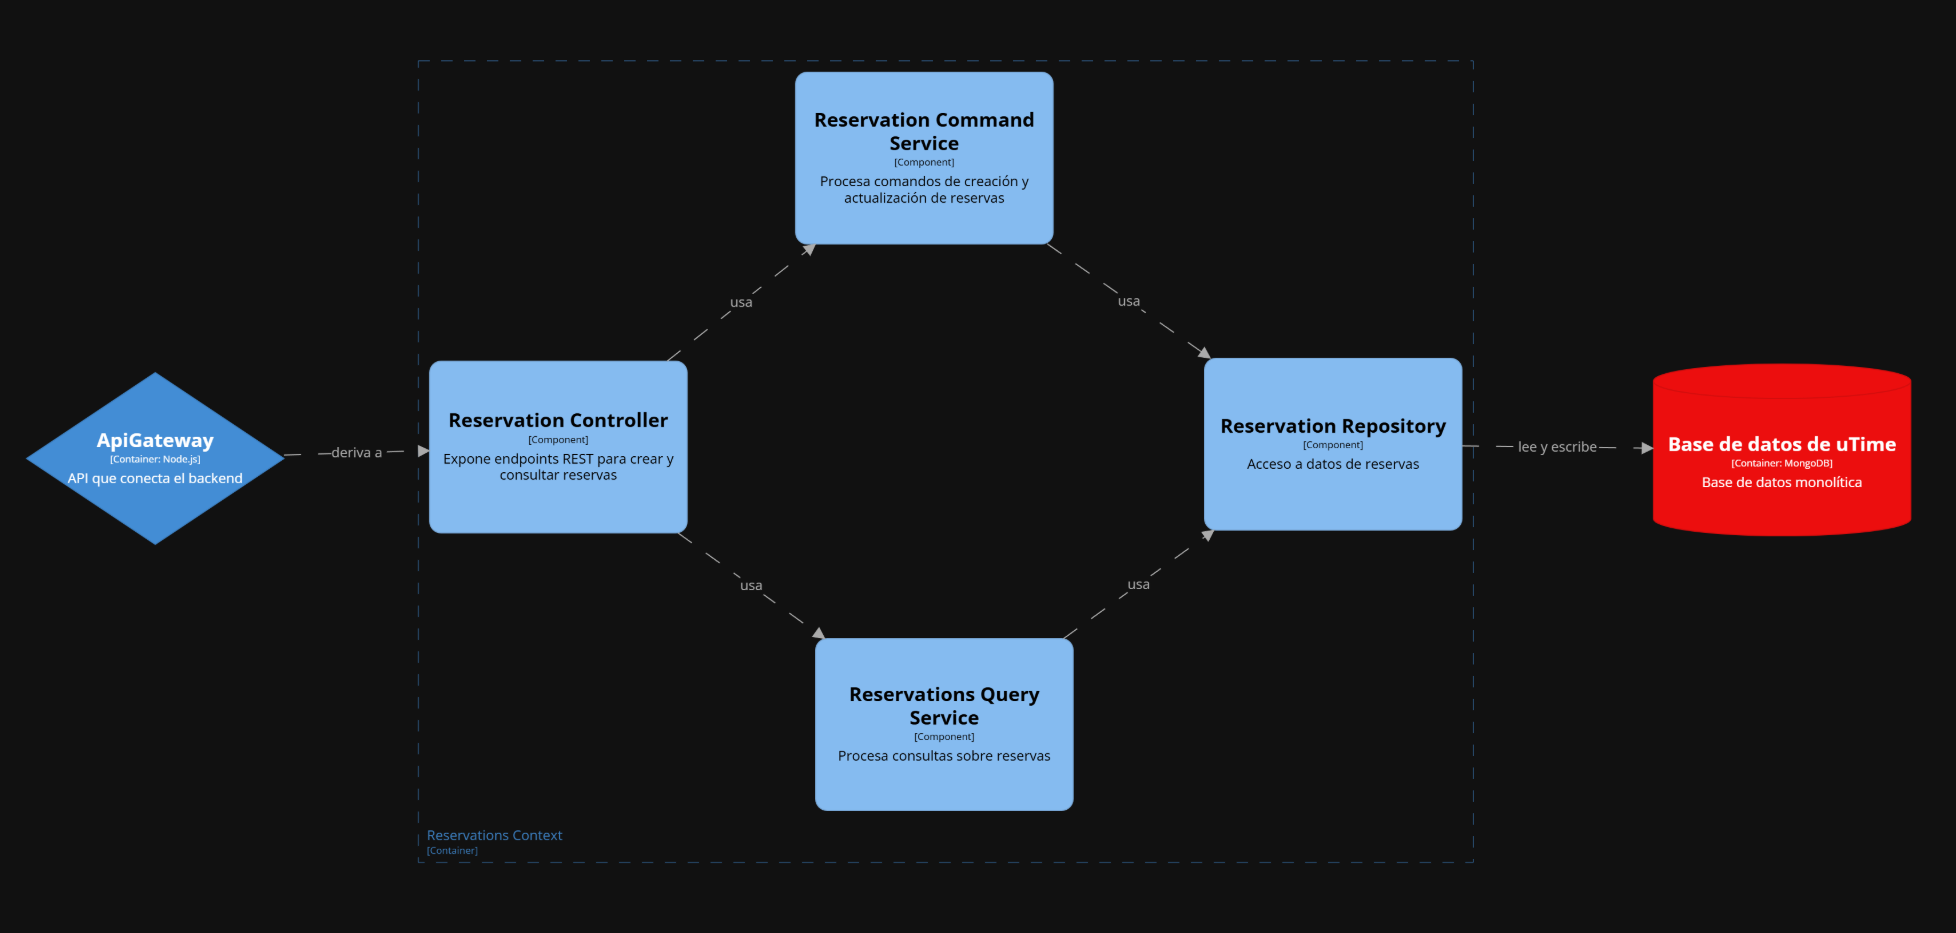 Reservation Command
Service
[Component]
Procesa comandos de creación y
actualización de reservas
usa
usa
ApiGateway
[Container: Node.js]
API que conecta el backend
deriva a
Reservation Controller
[Component]
Expone endpoints REST para crear y
consultar reservas
Reservation Repository
[Component]
Acceso a datos de reservas
lee y escribe
Base de datos de uTime
[Container: MongoDB]
Base de datos monolítica
usa
usa
Reservations Query
Service
[Component]
Procesa consultas sobre reservas
Reservations Context
[Container]